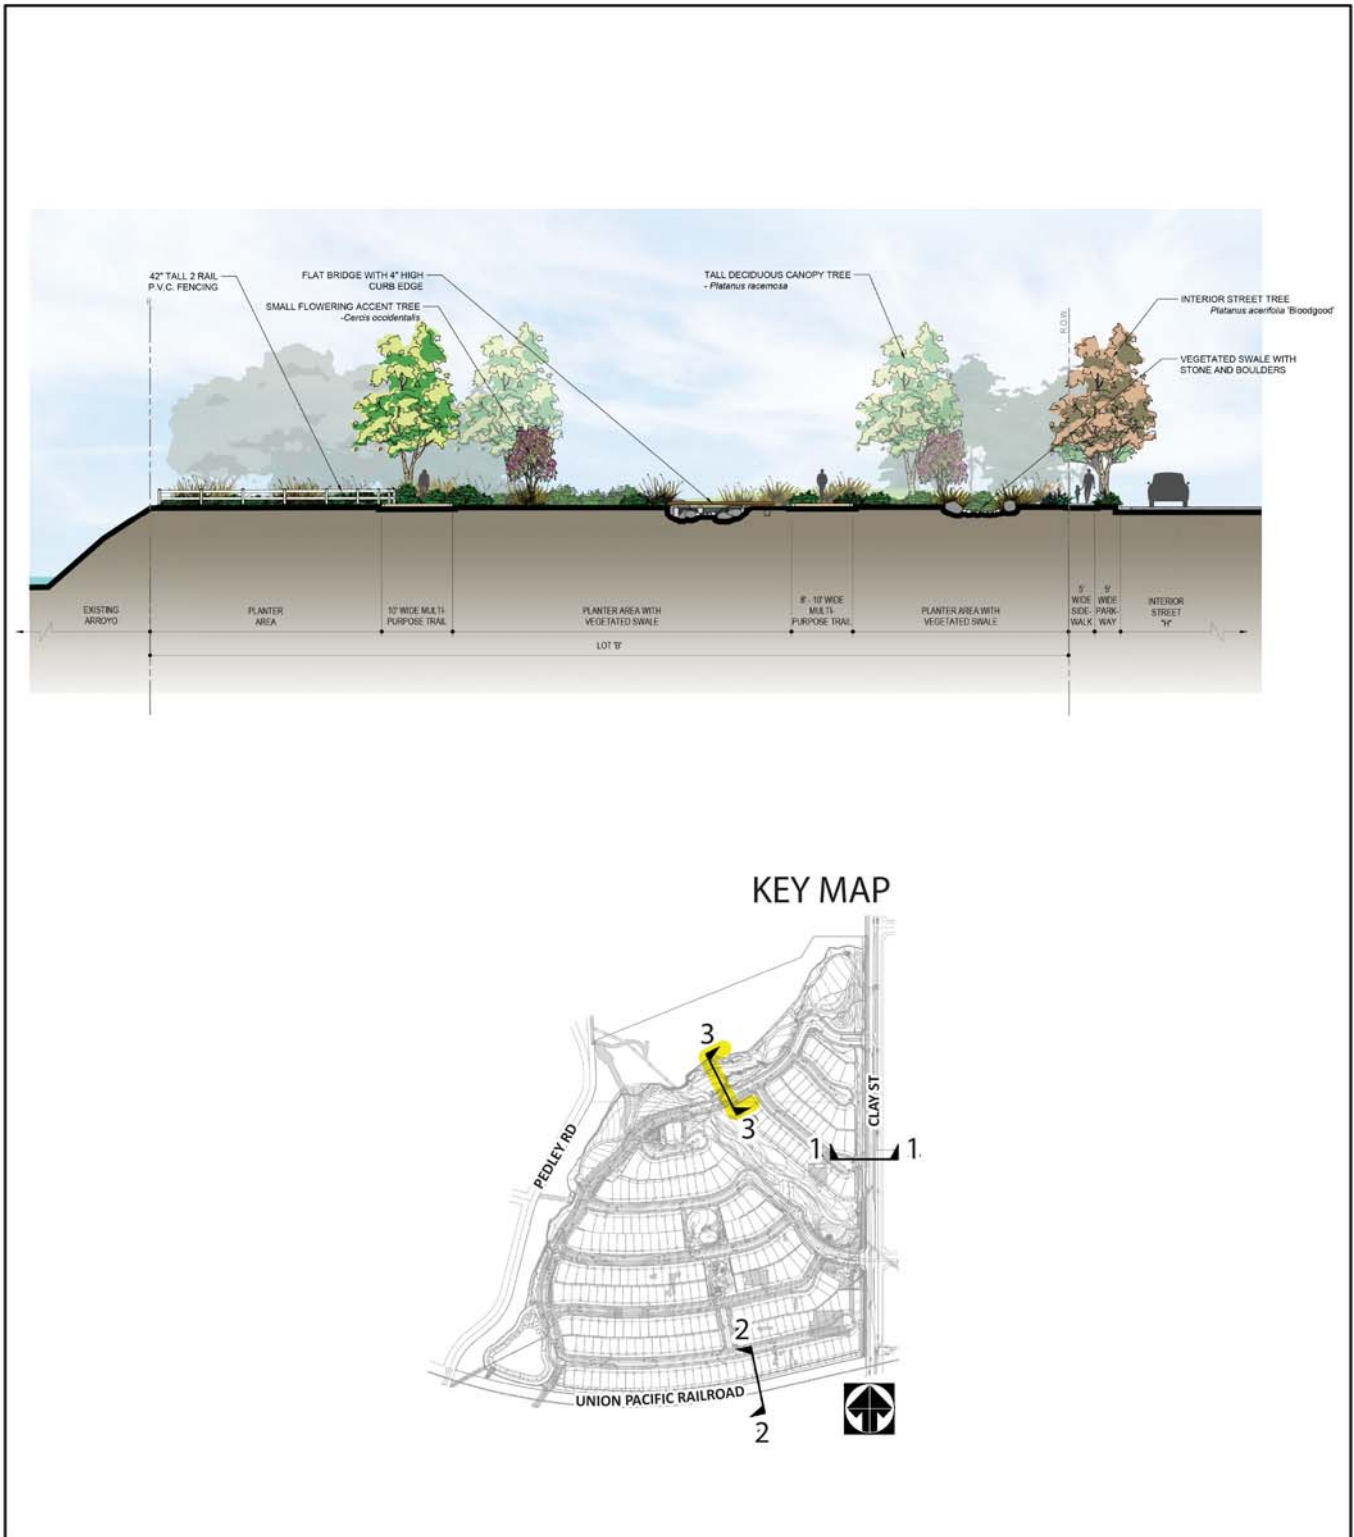 42" TALL 2 RAIL
P.V.C. FENCING
FLAT BRIDGE WITH 4" HIGH
CURB EDGE
SMALL FLOWERING ACCENT TREE
-Cercis occidentalis
TALL DECIDUOUS CANOPY TREE
- Platanus racemosa
INTERIOR STREET TREE
Platanus acerifolia 'Bloodgood'
VEGETATED SWALE WITH
STONE AND BOULDERS
R.O.W.
EXISTING
ARROYO
PLANTER
AREA
10' WIDE MULTI-
PURPOSE TRAIL
PLANTER AREA WITH
VEGETATED SWALE
8' - 10' WIDE
MULTI-
PURPOSE TRAIL
PLANTER AREA WITH
VEGETATED SWALE
5'
WIDE
SIDE-
WALK
5'
WIDE
PARK-
WAY
INTERIOR
STREET
"H"
LOT 'B'
KEY MAP
3
3
PEDLEY RD
CLAY ST
1
1
2
UNION PACIFIC RAILROAD
2